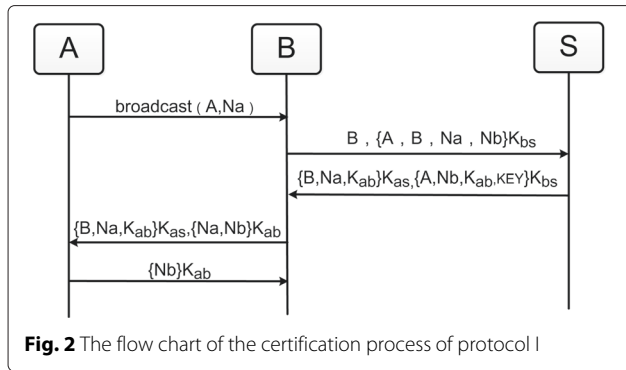 A B S
broadcast ( A,Na )
B , {A , B , Na , Nb}Kbs
{B,Na,Kab}Kas,{A,Nb,Kab,KEY}Kbs
{B,Na,Kab}Kas,{Na,Nb}Kab
{Nb}Kab
Fig. 2 The flow chart of the certification process of protocol I